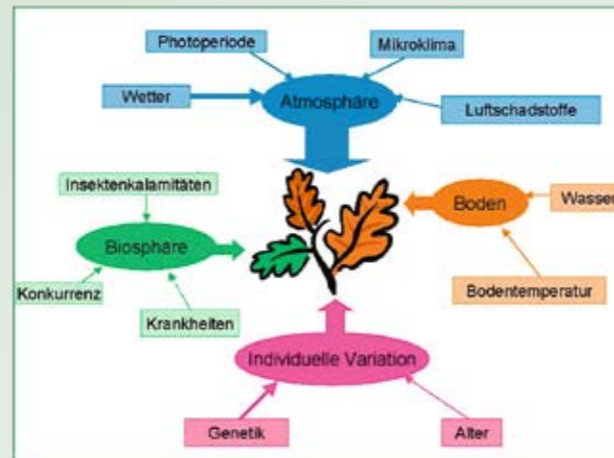 Photoperiode
Mikroklima
Wetter
Atmosphäre
Luftschadstoffe
Insektenkalamitäten
Boden
Wasser
Biosphäre
Konkurrenz
Bodentemperatur
Krankheiten
Individuelle Variation
Genetik
Alter